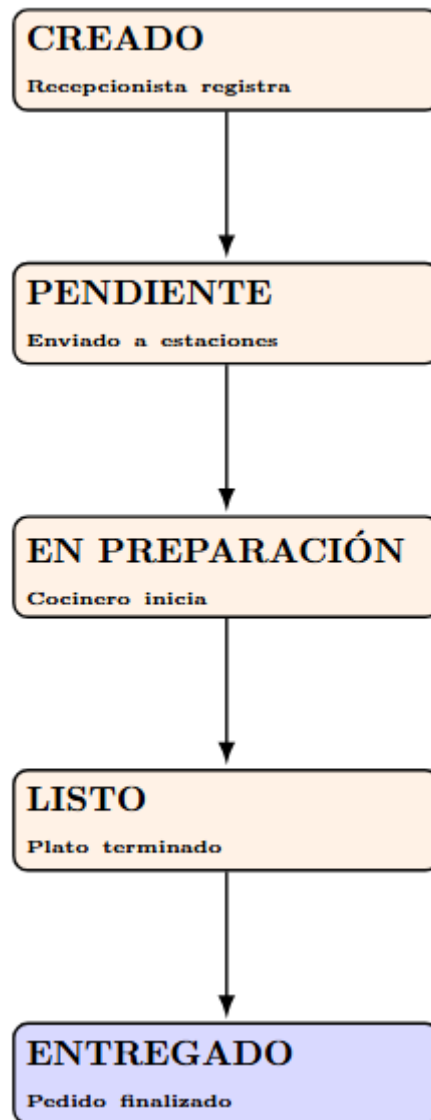 CREADO
Recepcionista registra
PENDIENTE
Enviado a estaciones
EN PREPARACIÓN
Cocinero inicia
LISTO
Plato terminado
ENTREGADO
Pedido finalizado